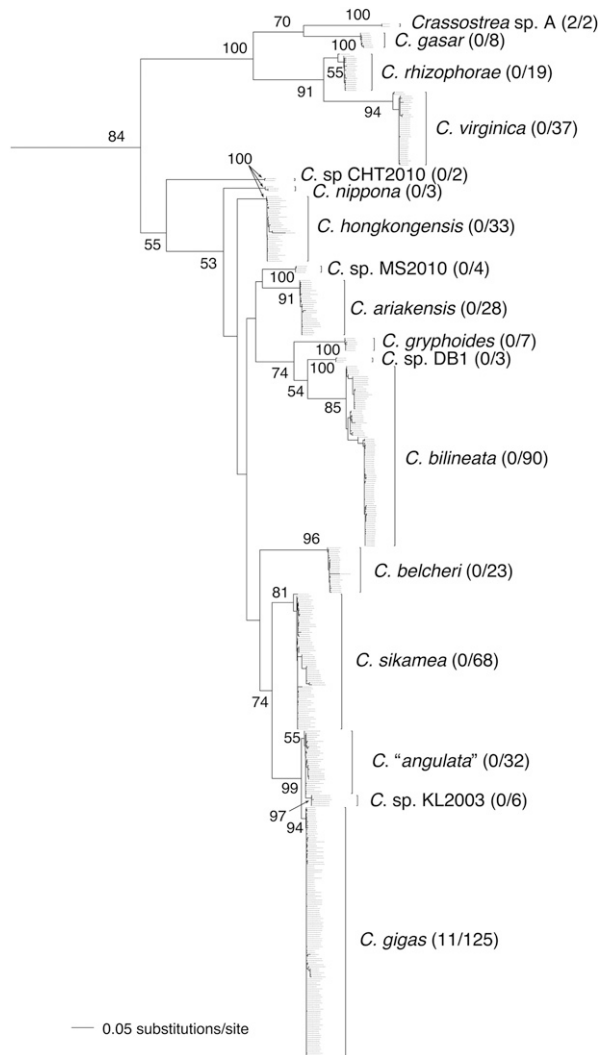 100
70
Crassostrea sp. A (2/2)
C. gasar (0/8)
100
100
55
C. rhizophorae (0/19)
91
94
C. virginica (0/37)
84
100
C. sp CHT2010 (0/2)
C. nippona (0/3)
C. hongkongensis (0/33)
55
53
C. sp. MS2010 (0/4)
100
91
C. ariakensis (0/28)
C. gryphoides (0/7)
100
C. sp. DB1 (0/3)
74
100
54
85
C. bilineata (0/90)
96
C. belcheri (0/23)
81
C. sikamea (0/68)
74
55
C. “angulata” (0/32)
99
C. sp. KL2003 (0/6)
97
94
C. gigas (11/125)
0.05 substitutions/site